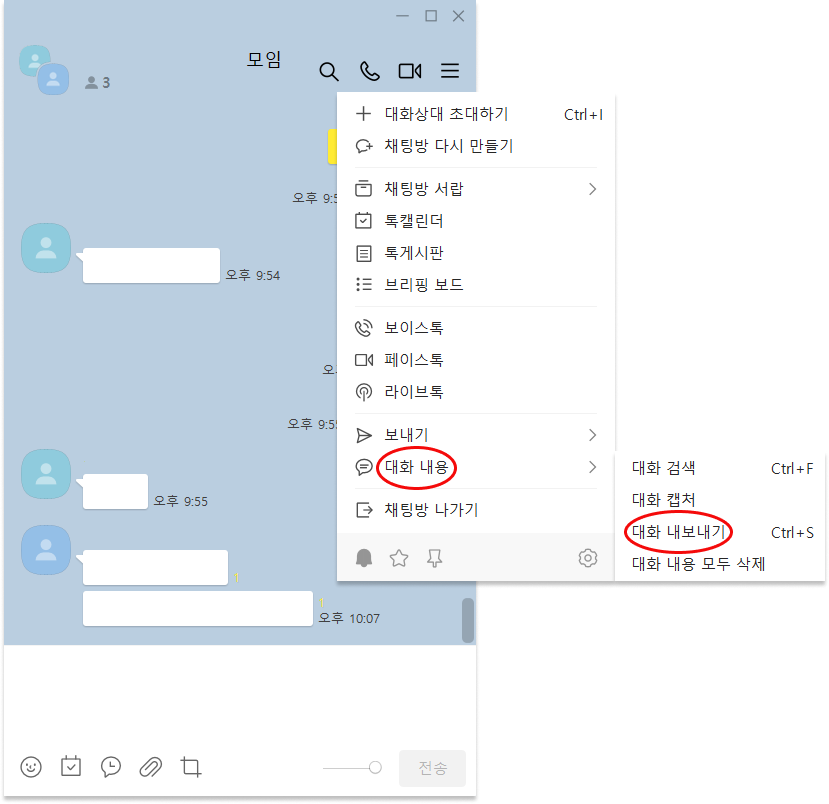 모임
3
대화상대 초대하기 Ctrl+I
채팅방 다시 만들기
오후 9:5
채팅방 서랍
톡캘린더
톡게시판
오후 9:54
브리핑 보드
보이스톡
페이스톡
라이브톡
오후 9:55
보내기
대화 내용
대화 검색 Ctrl+F
오후 9:55
대화 캡처
채팅방 나가기
대화 내보내기 Ctrl+S
대화 내용 모두 삭제
1
1
오후 10:07
전송